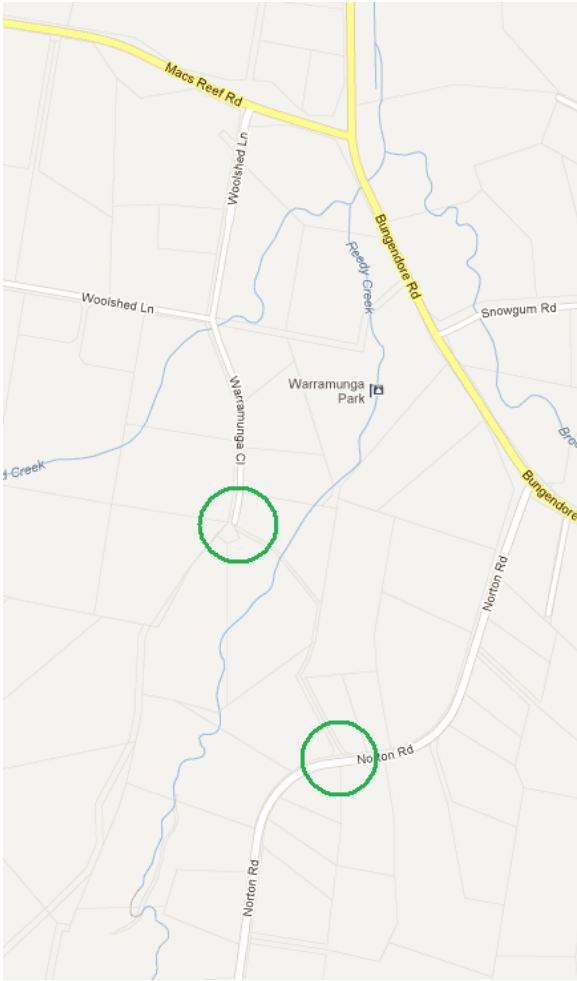 Macs Reef Rd
Woolshed Ln
Bungendore Rd
Reedy Creek
Woolshed Ln
Snowgum Rd
Warramunga
Park
Warramunga Cl
d Creek
Broo
Bungendore
Norton Rd
Norton Rd
Norton Rd